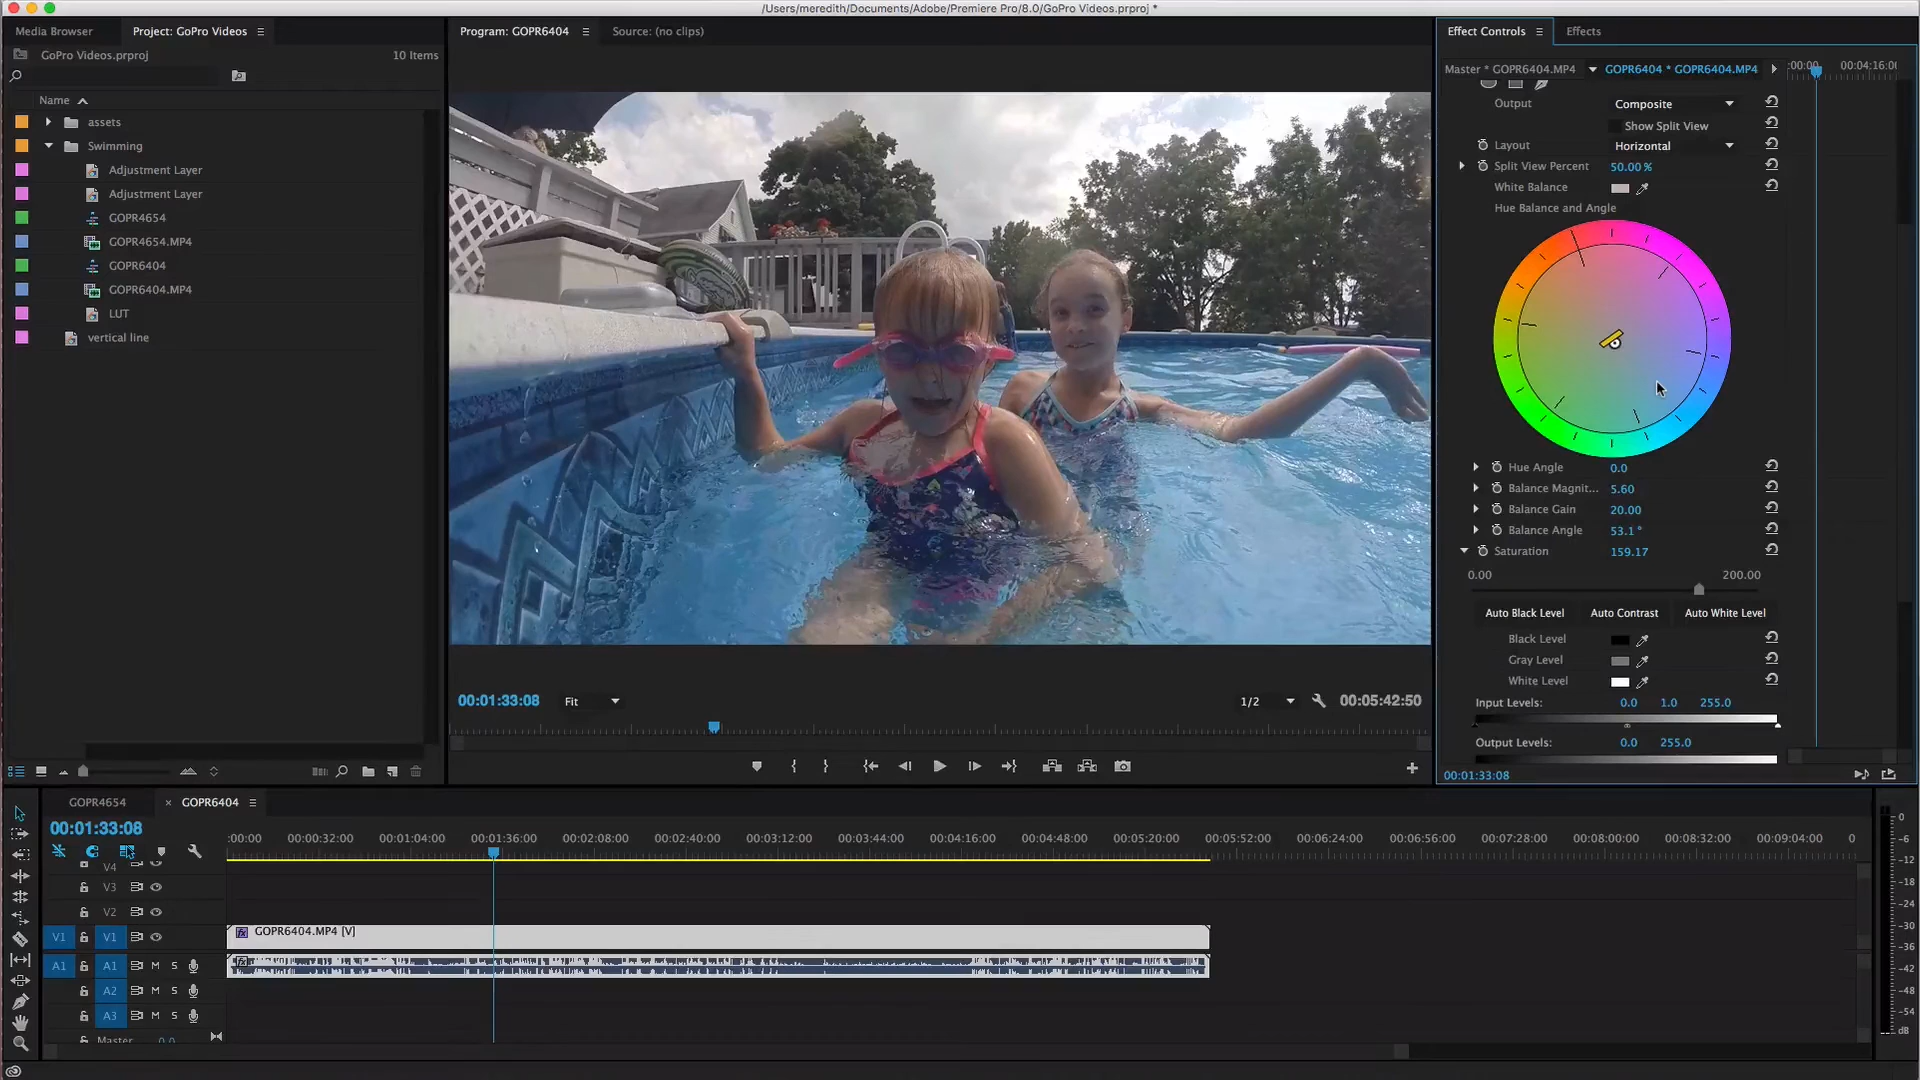 /Users/meredith/Documents/Adobe/Premiere Pro/8.0/GoPro Videos.prproj *
Media Browser
Project: GoPro Videos
GoPro Videos.prproj
10 Items
Name
assets
Swimming
Adjustment Layer
Adjustment Layer
GOPR4654
GOPR4654.MP4
GOPR6404
GOPR6404.MP4
LUT
vertical line
Program: GOPR6404
Source: (no clips)
00:01:33:08
Fit
1/2
00:05:42:50
Effect Controls
Effects
Master * GOPR6404.MP4
GOPR6404 * GOPR6404.MP4
:00:00
00:04:16:00
Output
Composite
Show Split View
Layout
Horizontal
Split View Percent
50.00 %
White Balance
Hue Balance and Angle
Hue Angle
0.0
Balance Magnit...
5.60
Balance Gain
20.00
Balance Angle
53.1 °
Saturation
159.17
0.00
200.00
Auto Black Level
Auto Contrast
Auto White Level
Black Level
Gray Level
White Level
Input Levels:
0.0
1.0
255.0
Output Levels:
0.0
255.0
00:01:33:08
GOPR4654
× GOPR6404
00:01:33:08
:00:00
00:00:32:00
00:01:04:00
00:01:36:00
00:02:08:00
00:02:40:00
00:03:12:00
00:03:44:00
00:04:16:00
00:04:48:00
00:05:20:00
00:05:52:00
00:06:24:00
00:06:56:00
00:07:28:00
00:08:00:00
00:08:32:00
00:09:04:00
0
V4
V3
V2
V1
V1
GOPR6404.MP4 [V]
A1
A1
M S
A2
M S
A3
M S
Master
0.0
0
-6
-12
-18
-24
-30
-36
-42
-48
-54
dB